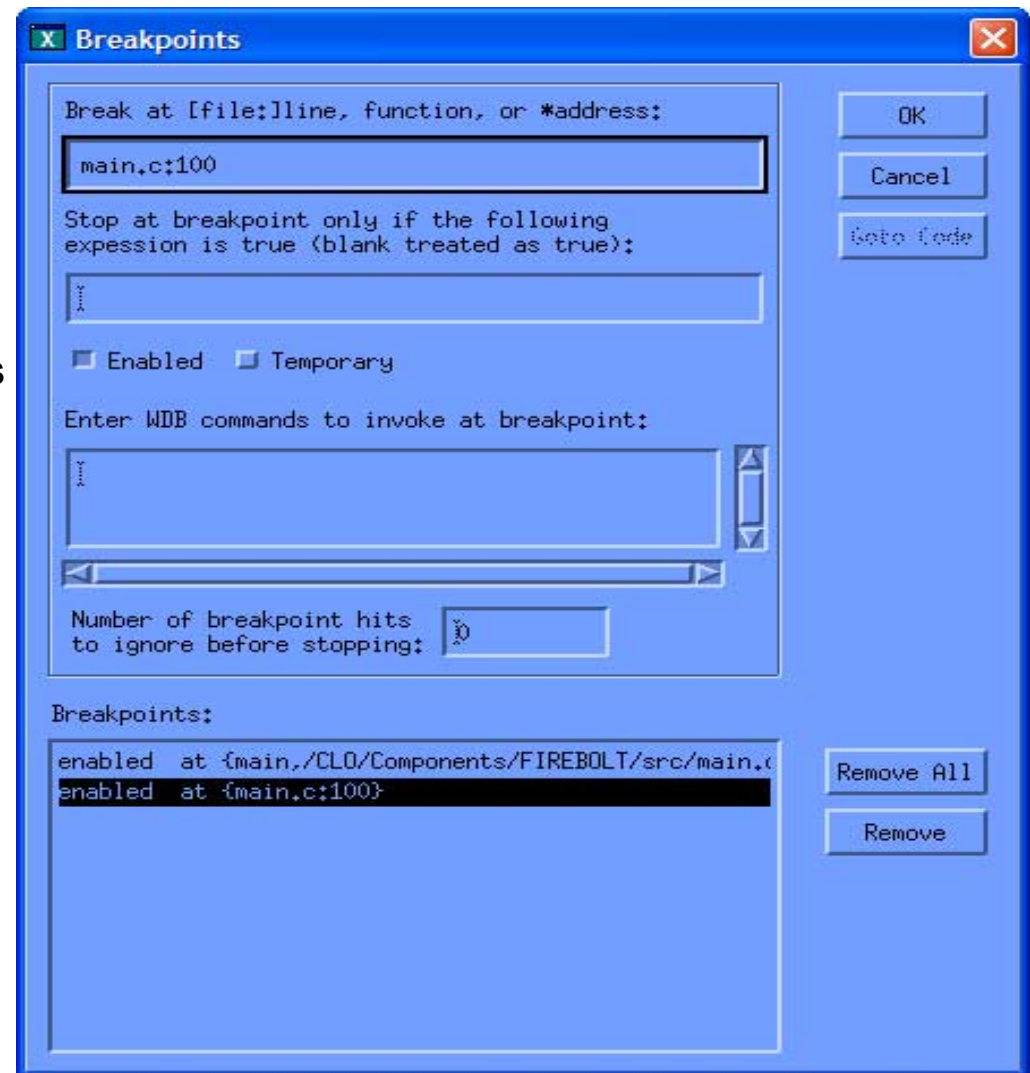 X Breakpoints
Break at [file:]line, function, or *address:
main.c:100
OK
Cancel
Goto Code
Stop at breakpoint only if the following
expession is true (blank treated as true):
s
Enabled Temporary
Enter WDB commands to invoke at breakpoint:
Number of breakpoint hits
to ignore before stopping: 0
Breakpoints:
enabled at {main,/CLO/Components/FIREBOLT/src/main.c
enabled at {main.c:100}
Remove All
Remove